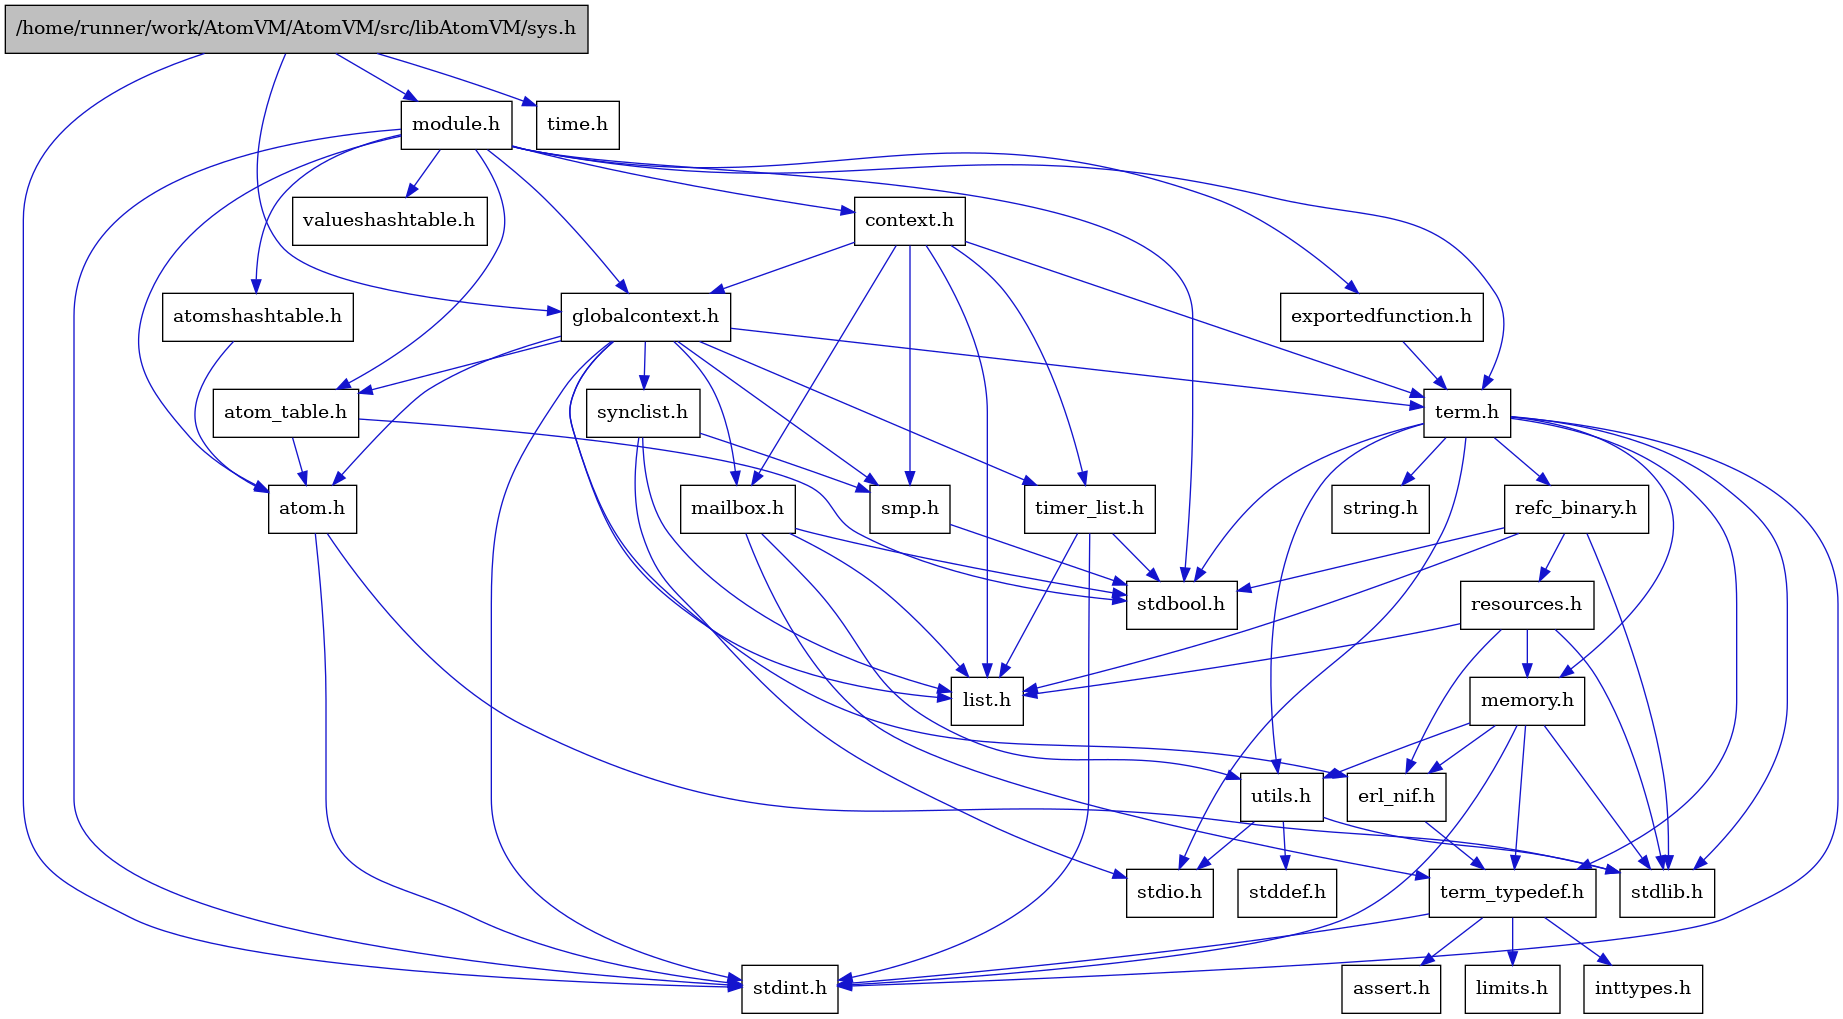 /home/runner/work/AtomVM/AtomVM/src/libAtomVM/sys.h
module.h
time.h
valueshashtable.h
context.h
atomshashtable.h
globalcontext.h
exportedfunction.h
atom_table.h
synclist.h
term.h
atom.h
mailbox.h
smp.h
timer_list.h
string.h
refc_binary.h
stdbool.h
resources.h
list.h
memory.h
utils.h
erl_nif.h
stdio.h
stddef.h
term_typedef.h
stdlib.h
stdint.h
assert.h
limits.h
inttypes.h